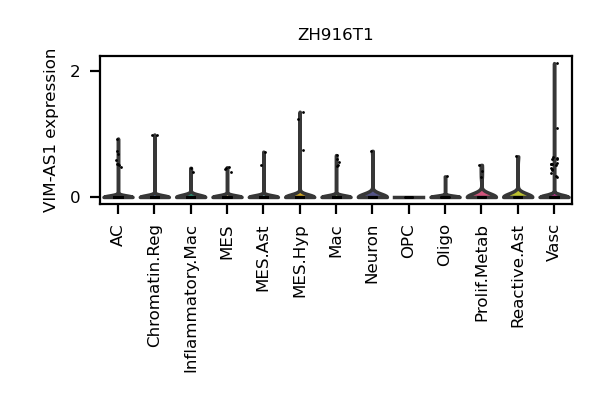 ZH916T1
VIM-AS1 expression
2
0
AC
Chromatin.Reg
Inflammatory.Mac
MES
MES.Ast
MES.Hyp
Mac
Neuron
OPC
Oligo
Prolif.Metab
Reactive.Ast
Vasc